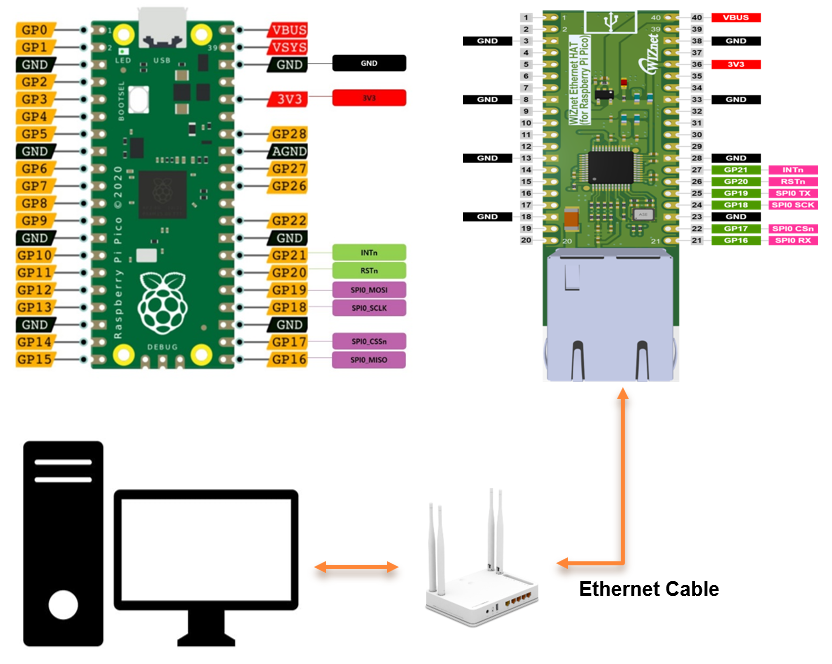 GP0
GP1
GND
GP2
GP3
GP4
GP5
GND
GP6
GP7
GP8
GP9
GND
GP10
GP11
GP12
GP13
GND
GP14
GP15
1
2
39
LED
USB
BOOTSEL
Raspberry Pi Pico ©2020
DEBUG
VBUS
VSYS
GND
3V3
GP28
AGND
GP27
GP26
GP22
GP21
GP20
GP19
GP18
GND
GP17
GP16
GND
3V3
INTn
RSTn
SPI0_MOSI
SPI0_SCLK
SPI0_CSSn
SPI0_MISO
GND
GND
GND
GND
1
2
3
4
5
6
7
8
9
10
11
12
13
14
15
16
17
18
19
20
1
2
40
39
20
21
WIZnet Ethernet HAT
(for Raspberry Pi Pico)
WIZnet
40 VBUS
39
38 GND
37
36 3V3
35
34
33 GND
32
31
30
29
28 GND
27 GP21 INTn
26 GP20 RSTn
25 GP19 SPI0 TX
24 GP18 SPI0 SCK
23 GND
22 GP17 SPI0 CSn
21 GP16 SPI0 RX
Ethernet Cable